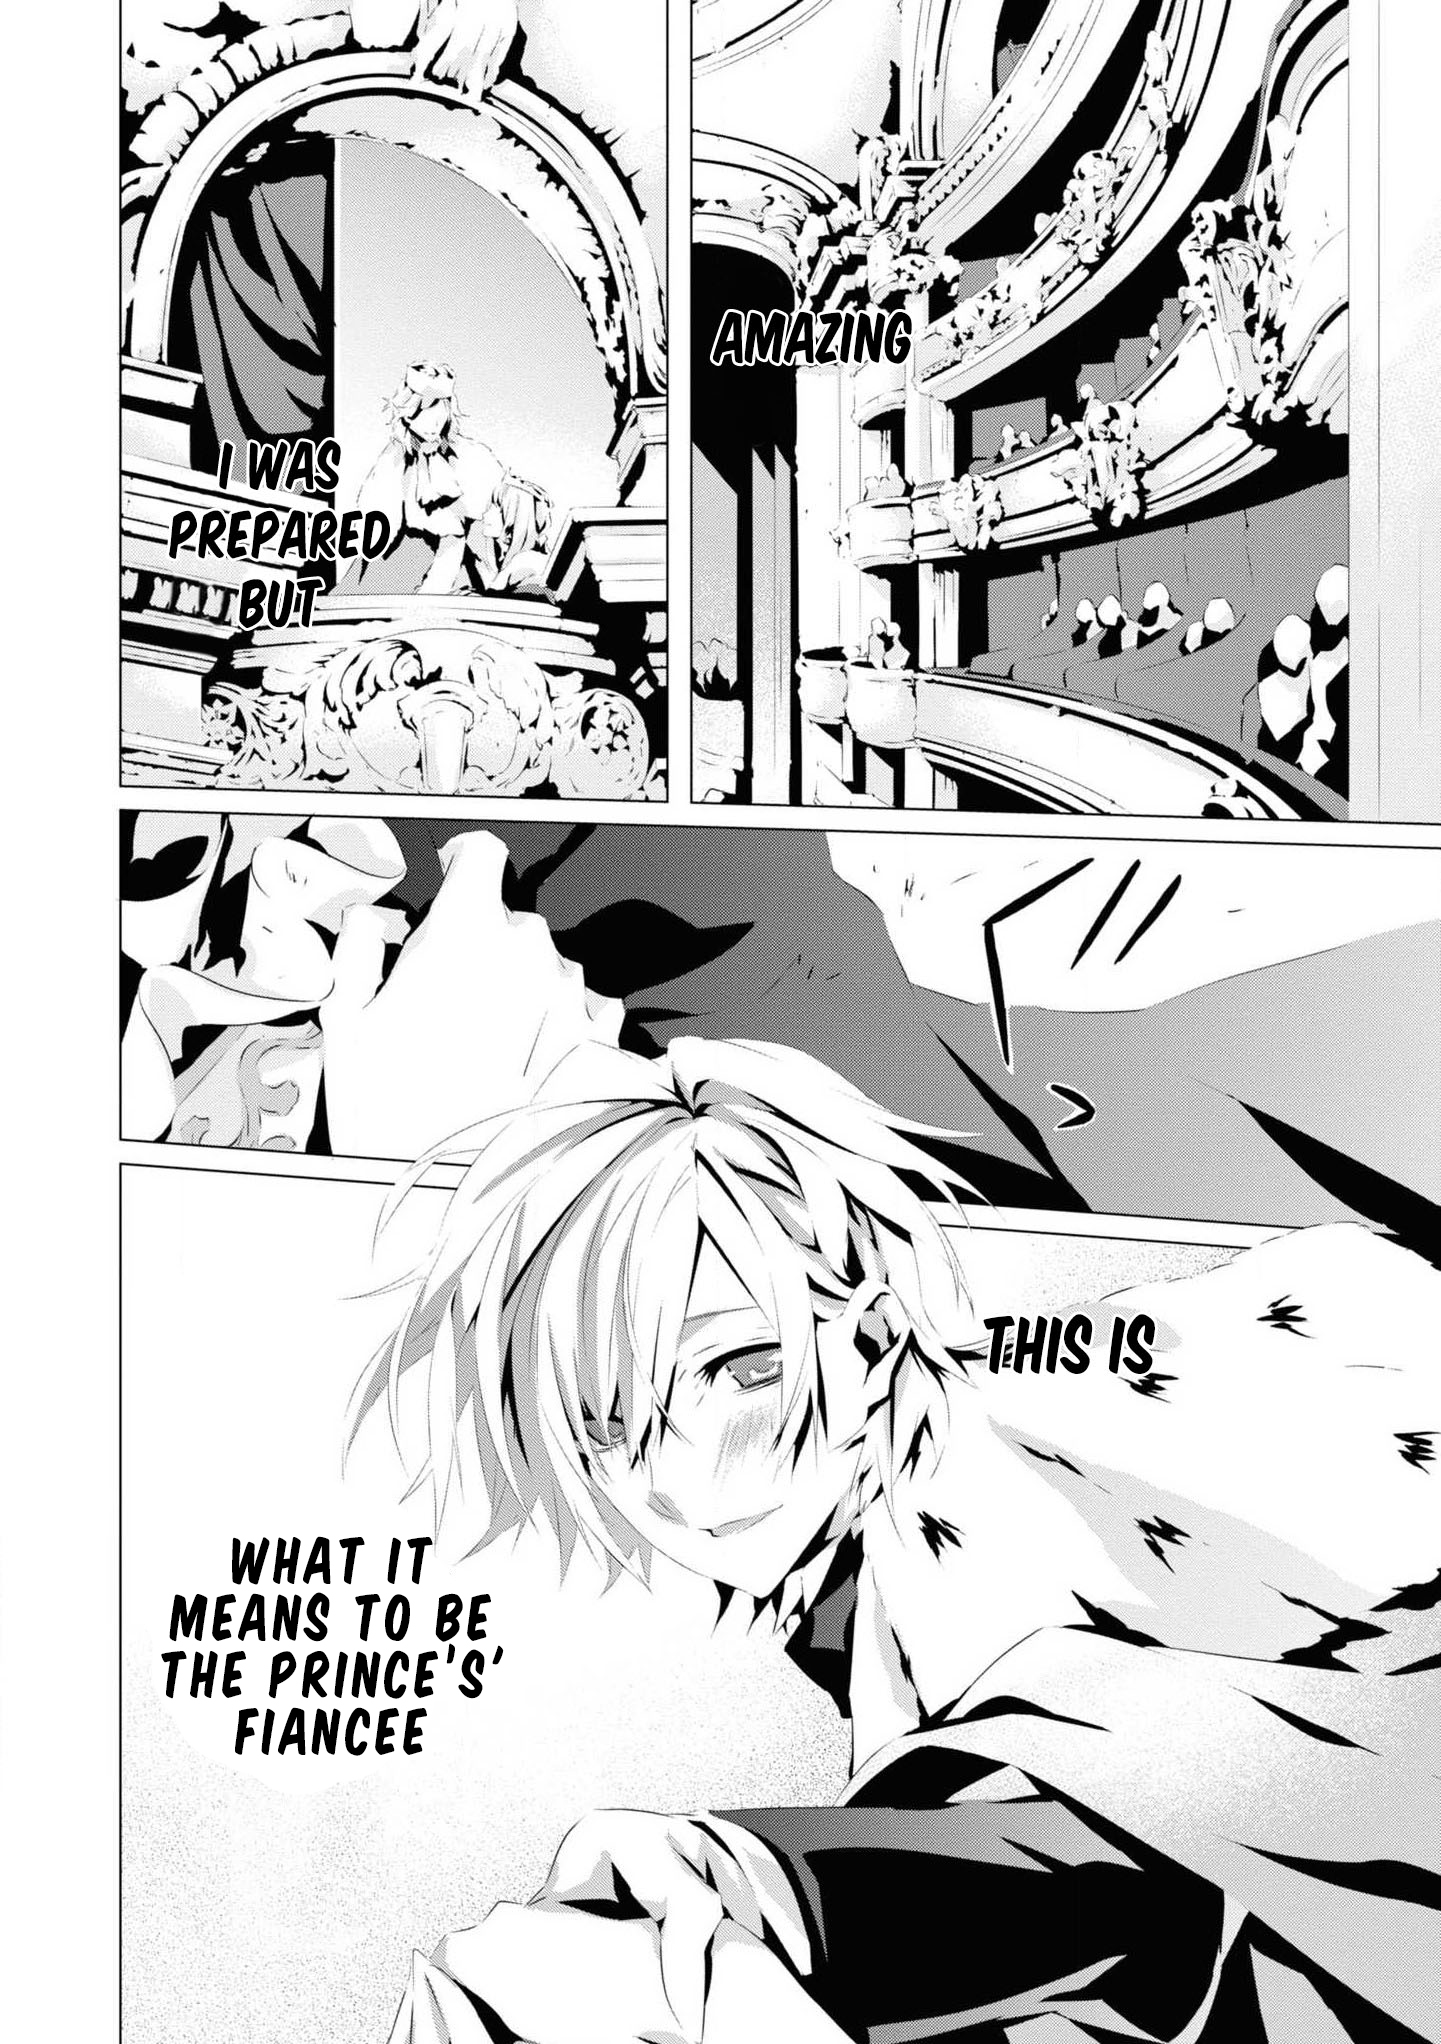 AMAZING
I WAS
PREPARED
BUT
THIS IS
WHAT IT
MEANS TO BE
THE PRINCE'S'
FIANCEE